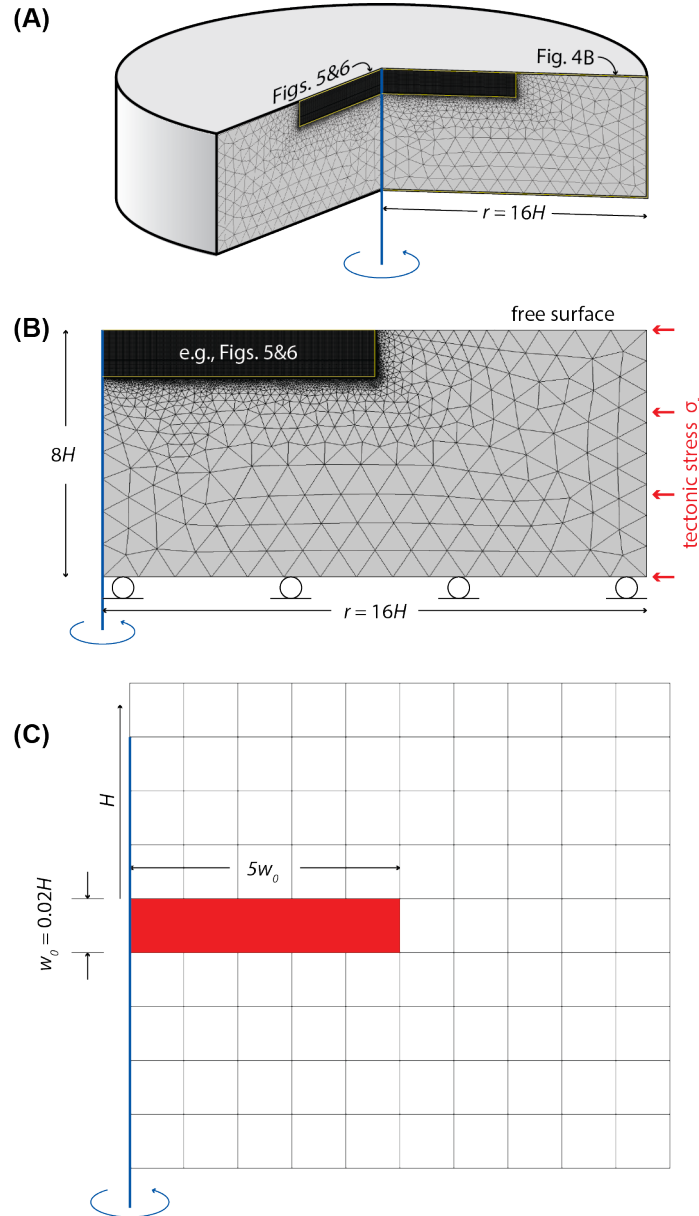 (A)
Figs. 5&6
Fig. 4B
r = 16H
(B)
free surface
e.g., Figs. 5&6
8H
tectonic stress σ
r = 16H
(C)
H
5w₀
w₀ = 0.02H